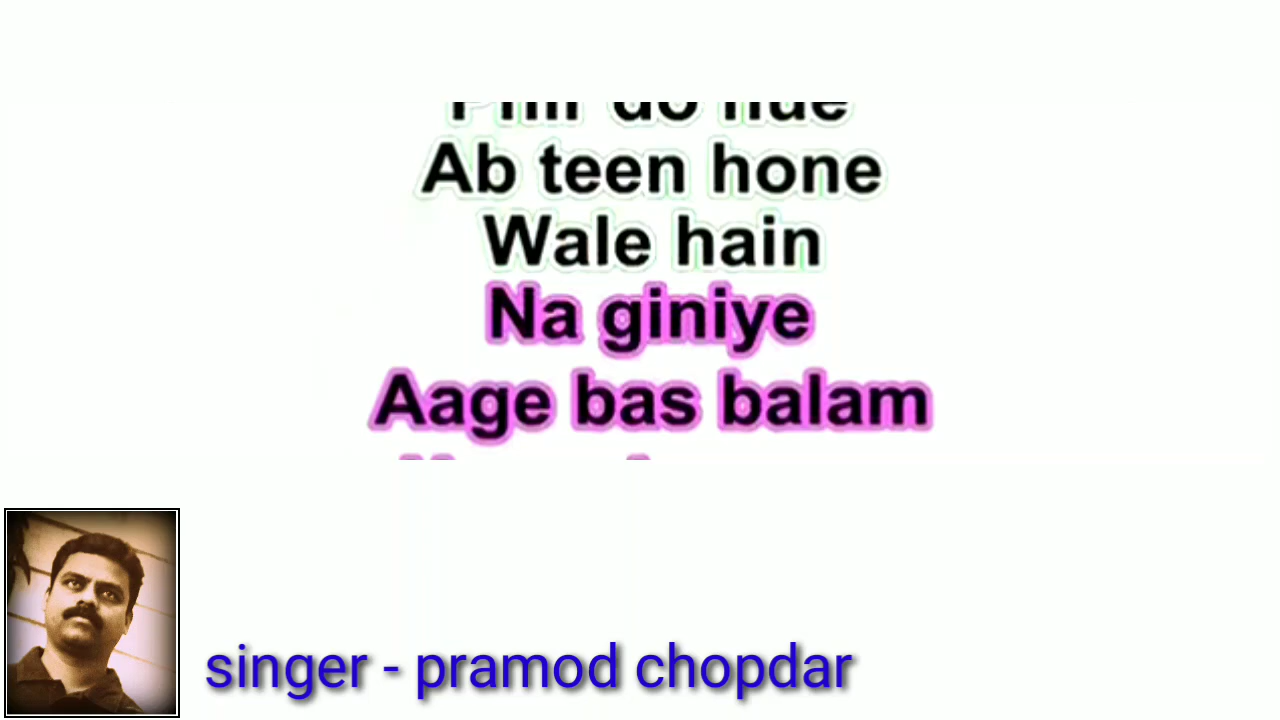 Ab teen hone
Wale hain
Na giniye
Aage bas balam
singer - pramod chopdar